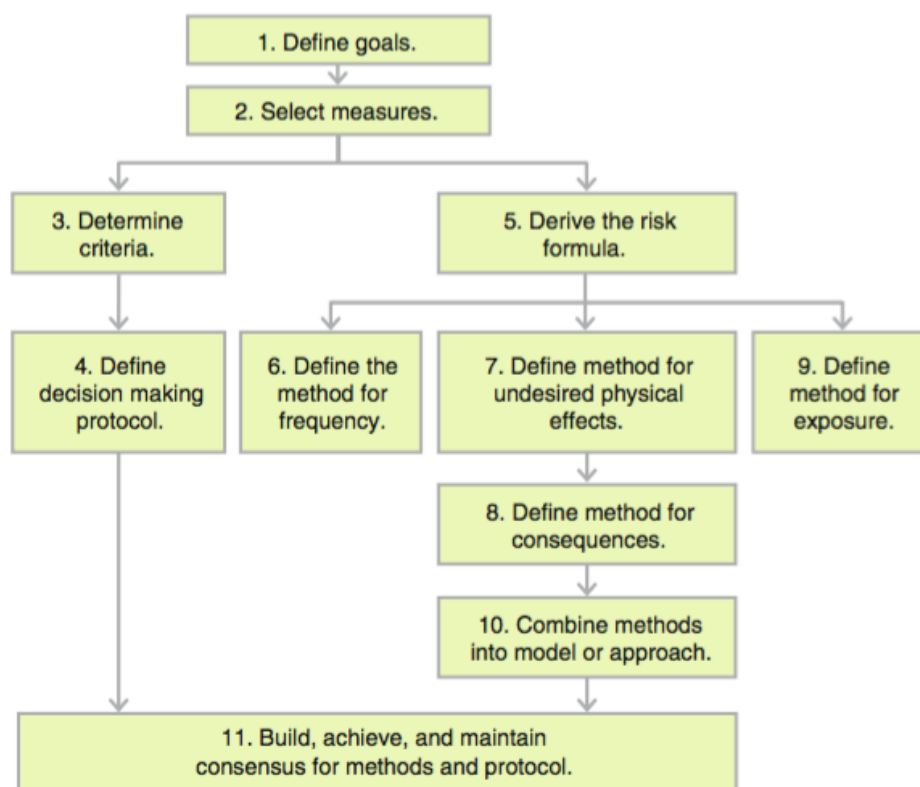 1. Define goals.
2. Select measures.
3. Determine
criteria.
5. Derive the risk
formula.
4. Define
decision making
protocol.
6. Define the
method for
frequency.
7. Define method for
undesired physical
effects.
9. Define
method for
exposure.
8. Define method for
consequences.
10. Combine methods
into model or approach.
11. Build, achieve, and maintain
consensus for methods and protocol.